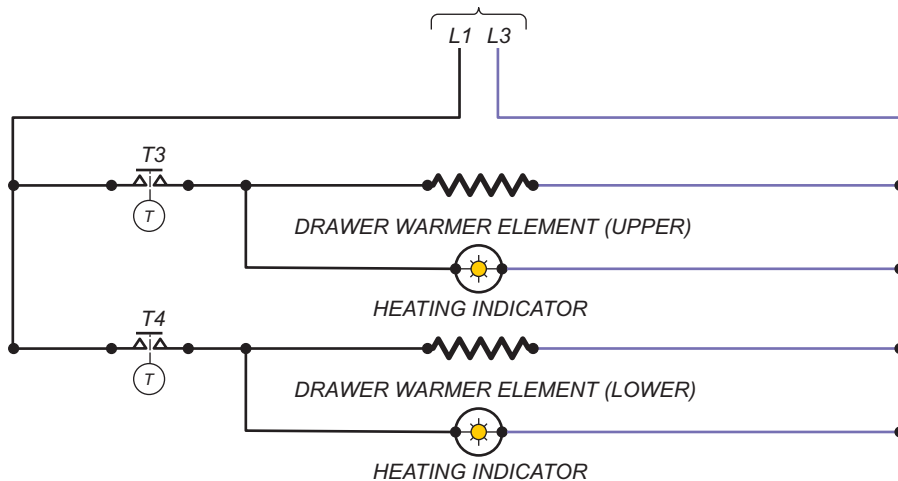 L1 L3
T3
T
DRAWER WARMER ELEMENT (UPPER)
HEATING INDICATOR
T4
T
DRAWER WARMER ELEMENT (LOWER)
HEATING INDICATOR